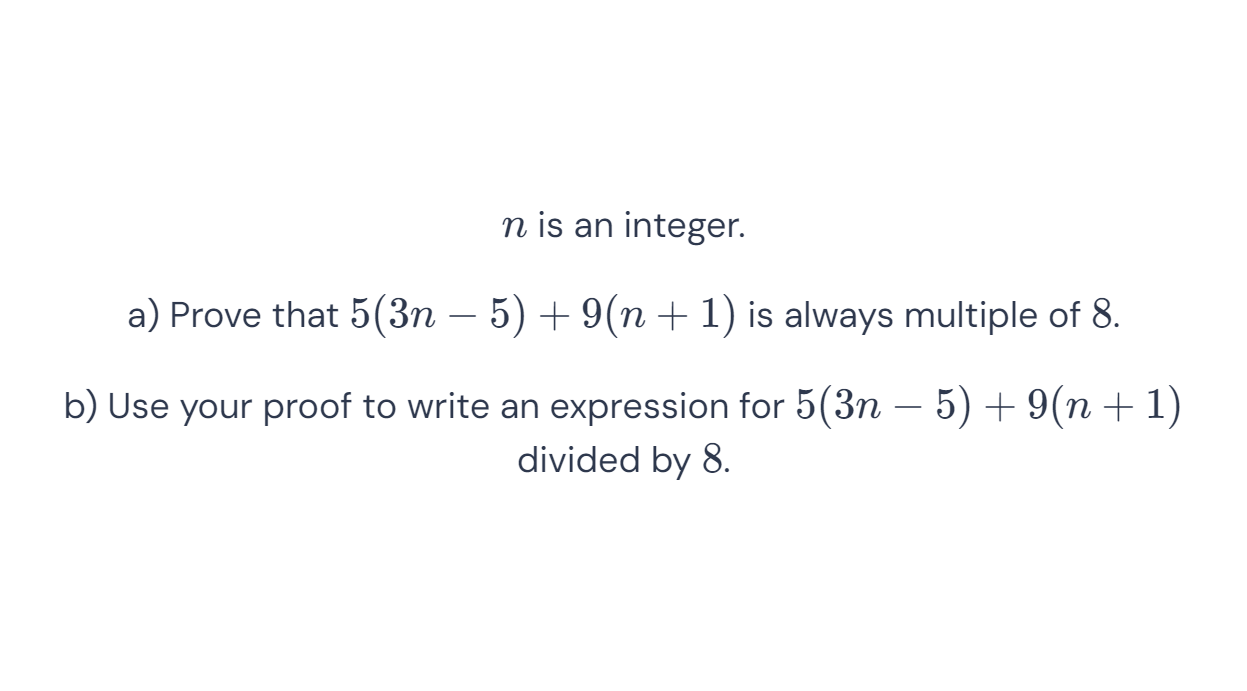 n is an integer.
a) Prove that 5(3n − 5) + 9(n + 1) is always multiple of 8.
b) Use your proof to write an expression for 5(3n − 5) + 9(n + 1)
divided by 8.